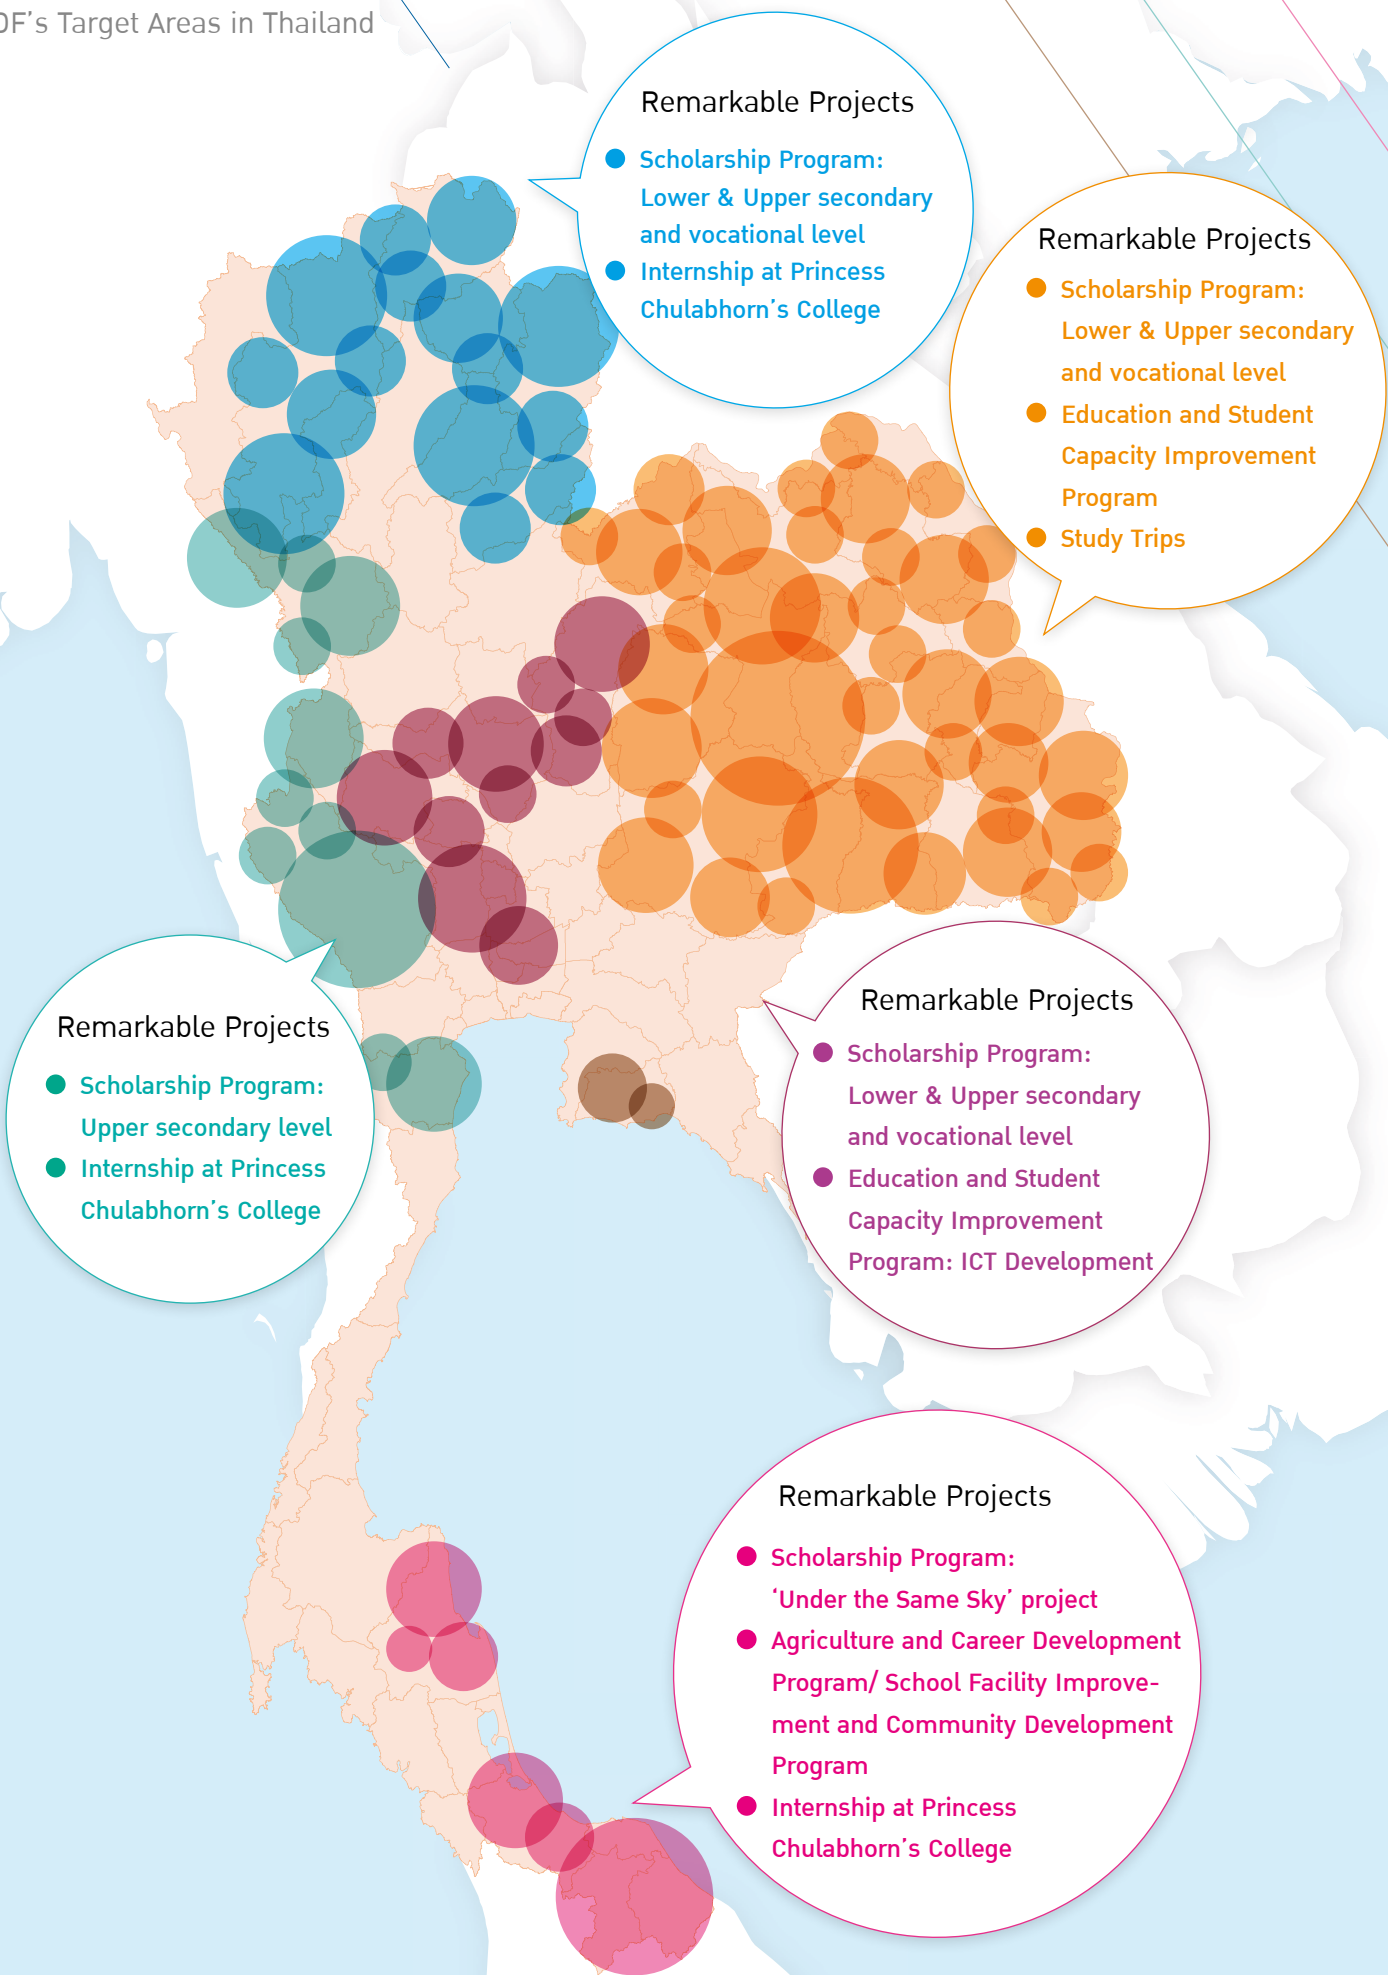 DF's Target Areas in Thailand
Remarkable Projects
Scholarship Program:
Lower & Upper secondary
and vocational level
Internship at Princess
Chulabhorn's College
Remarkable Projects
Scholarship Program:
Lower & Upper secondary
and vocational level
Education and Student
Capacity Improvement
Program
Study Trips
Remarkable Projects
Scholarship Program:
Upper secondary level
Internship at Princess
Chulabhorn's College
Remarkable Projects
Scholarship Program:
Lower & Upper secondary
and vocational level
Education and Student
Capacity Improvement
Program: ICT Development
Remarkable Projects
Scholarship Program:
‘Under the Same Sky’ project
Agriculture and Career Development
Program/ School Facility Improve-
ment and Community Development
Program
Internship at Princess
Chulabhorn's College